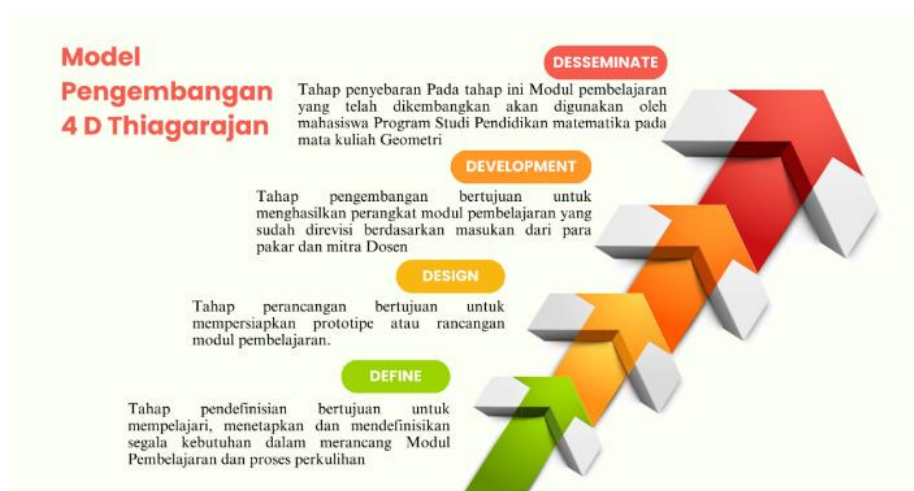 Model
Pengembangan
4 D Thiagarajan
DESSEMINATE
Tahap penyebaran Pada tahap ini Modul pembelajaran
yang telah dikembangkan akan digunakan oleh
mahasiswa Program Studi Pendidikan matematika pada
mata kuliah Geometri
DEVELOPMENT
Tahap pengembangan bertujuan untuk
menghasilkan perangkat modul pembelajaran yang
sudah direvisi berdasarkan masukan dari para
pakar dan mitra Dosen
DESIGN
Tahap perancangan bertujuan untuk
mempersiapkan prototipe atau rancangan
modul pembelajaran.
DEFINE
Tahap pendefinisian bertujuan untuk
mempelajari, menetapkan dan mendefinisikan
segala kebutuhan dalam merancang Modul
Pembelajaran dan proses perkulihan